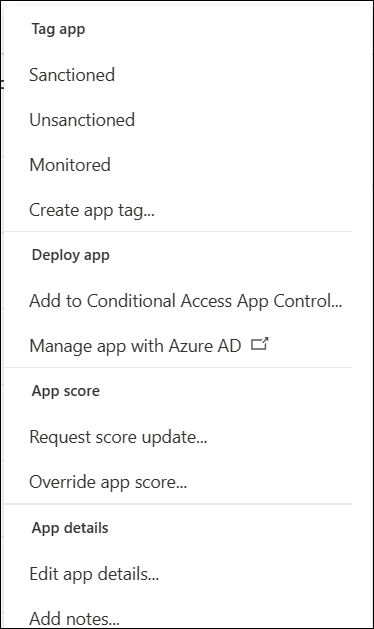 Tag app
Sanctioned
Unsanctioned
Monitored
Create app tag...
Deploy app
Add to Conditional Access App Control...
Manage app with Azure AD
App score
Request score update...
Override app score...
App details
Edit app details...
Add notes...